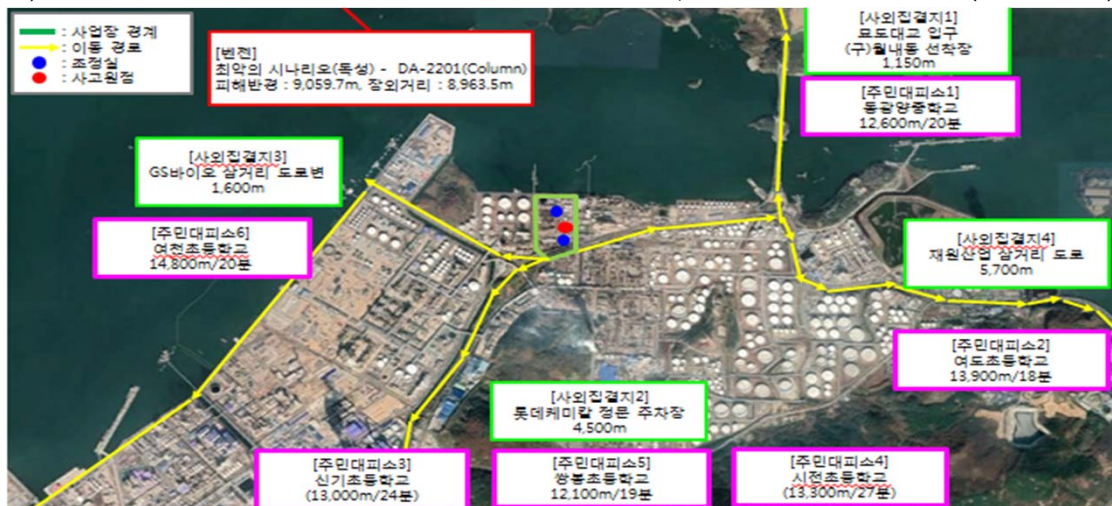 : 사업장 경계
: 이동 경로
: 조정실
: 사고원점
[벤젠]
최악의 시나리오(독성) - DA-2201(Column)
피해반경 : 9,059.7m, 장외거리 : 8,963.5m
[사외집결지1]
묘도대교 입구
(구)월내동 선착장
1,150m
[주민대피소1]
동광양중학교
12,600m/20분
[사외집결지3]
GS바이오 삼거리 도로변
1,600m
[주민대피소6]
여천초등학교
14,800m/20분
[사외집결지4]
재원산업 삼거리 도로
5,700m
[주민대피소2]
여도초등학교
13,900m/18분
[사외집결지2]
롯데케미칼 정문 주차장
4,500m
[주민대피소3]
신기초등학교
(13,000m/24분)
[주민대피소5]
쌍봉초등학교
12,100m/19분
[주민대피소4]
시전초등학교
(13,300m/27분)